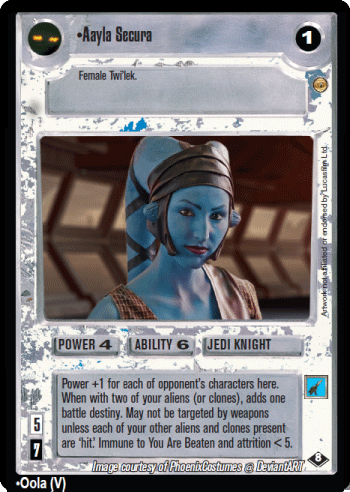 •Aayla Secura
1
Female Twi'lek.
Artwork not affiliated or endorsed by Lucasfilm Ltd.
POWER 4
ABILITY 6
JEDI KNIGHT
Power +1 for each of opponent's characters here.
When with two of your aliens (or clones), adds one
battle destiny. May not be targeted by weapons
unless each of your other aliens and clones present
are 'hit.' Immune to You Are Beaten and attrition < 5.
5
7
8
Image courtesy of PhoenixCostumes @ DeviantART
•Oola (V)